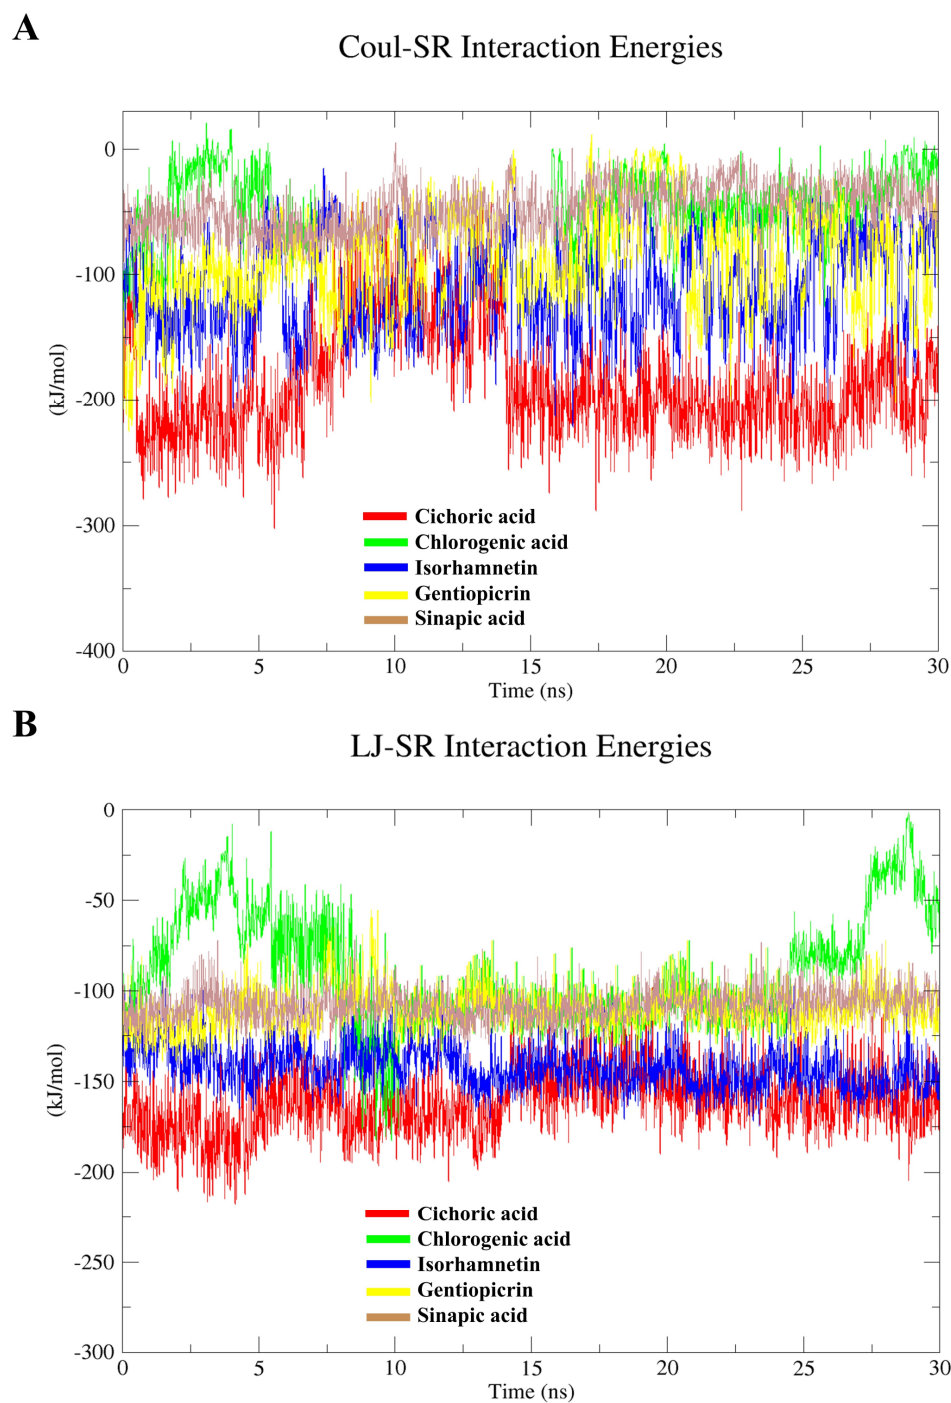 A
Coul-SR Interaction Energies
0
-100
-200
-300
-400
(kJ/mol)
Cichoric acid
Chlorogenic acid
Isorhamnetin
Gentiopicrin
Sinapic acid
0 5 10 15 20 25 30
Time (ns)
B
LJ-SR Interaction Energies
0
-50
-100
-150
-200
-250
-300
(kJ/mol)
Cichoric acid
Chlorogenic acid
Isorhamnetin
Gentiopicrin
Sinapic acid
0 5 10 15 20 25 30
Time (ns)